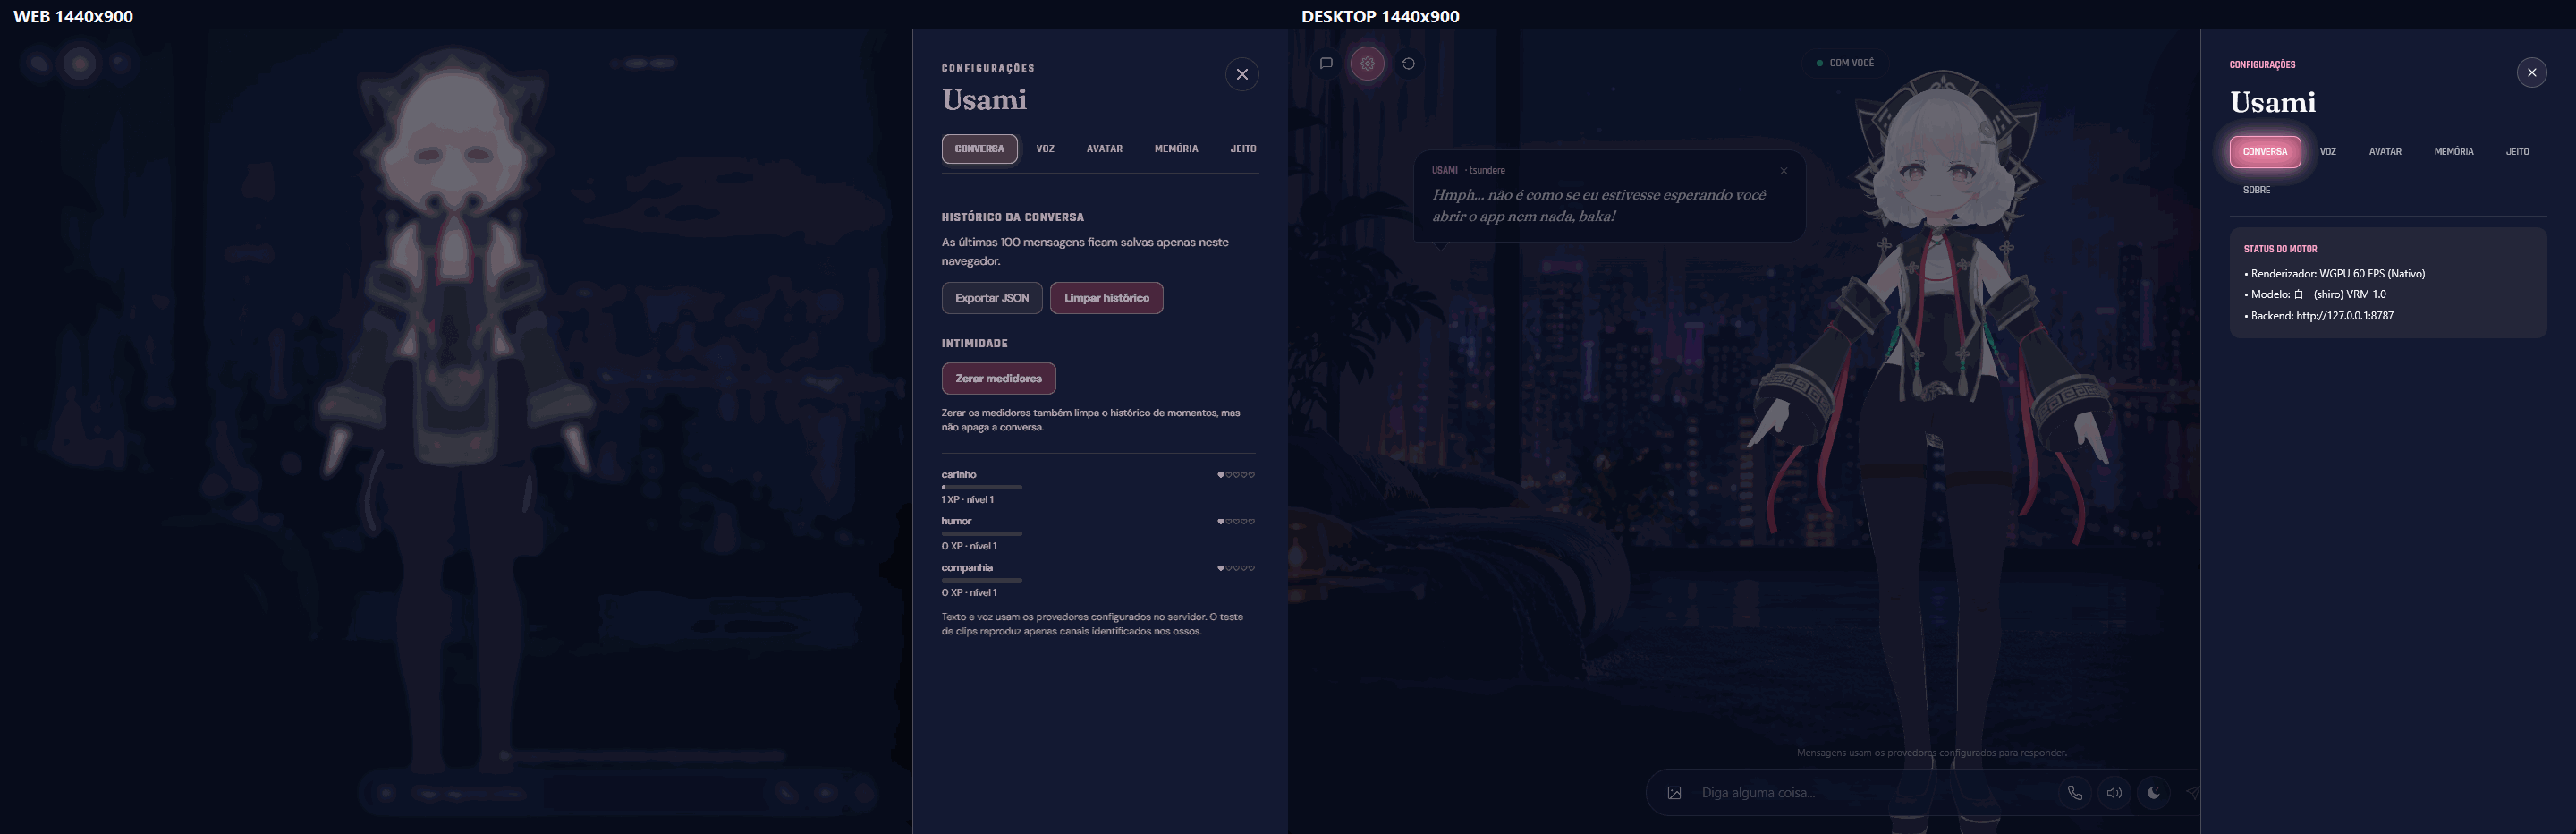 WEB 1440x900
CONFIGURAÇÕES
Usami
CONVERSA VOZ AVATAR MEMÓRIA JEITO
HISTÓRICO DA CONVERSA
As últimas 100 mensagens ficam salvas apenas neste
navegador.
Exportar JSON Limpar histórico
INTIMIDADE
Zerar medidores
Zerar os medidores também limpa o histórico de momentos, mas
não apaga a conversa.
carinho
1 XP · nível 1
humor
0 XP · nível 1
companhia
0 XP · nível 1
Texto e voz usam os provedores configurados no servidor. O teste
de clips reproduz apenas canais identificados nos ossos.
DESKTOP 1440x900
COM VOCÊ
USAMI · tsundere
Hmph... não é como se eu estivesse esperando você
abrir o app nem nada, baka!
Mensagens usam os provedores configurados para responder.
Diga alguma coisa...
CONFIGURAÇÕES
Usami
CONVERSA VOZ AVATAR MEMÓRIA JEITO
SOBRE
STATUS DO MOTOR
• Renderizador: WGPU 60 FPS (Nativo)
• Modelo: 白一 (shiro) VRM 1.0
• Backend: http://127.0.0.1:8787